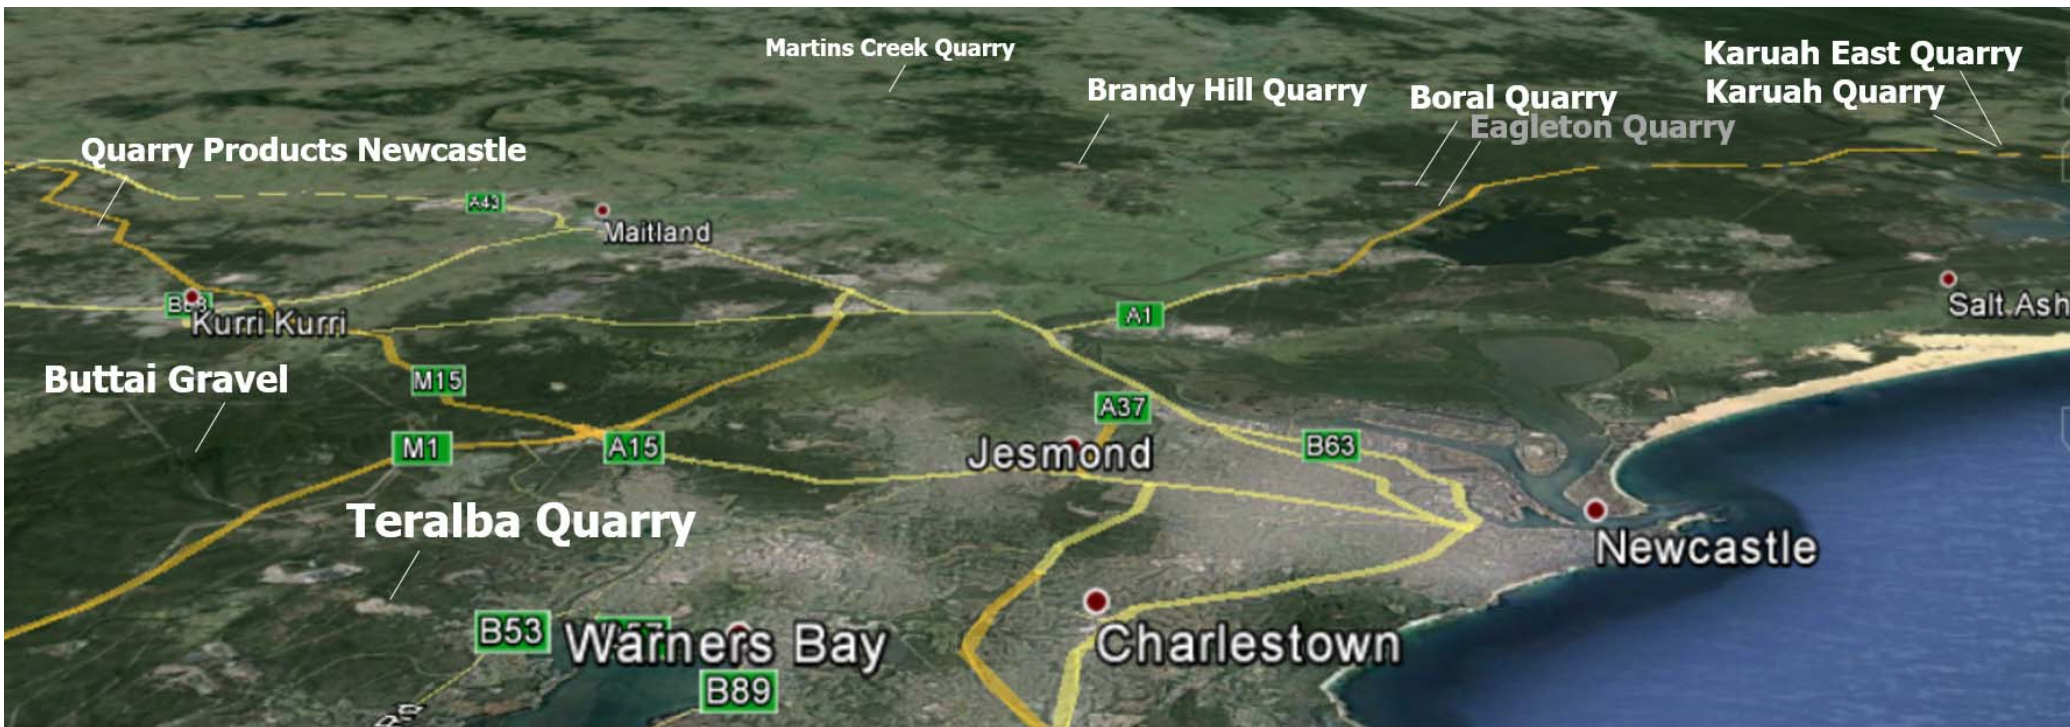 Martins Creek Quarry
Karuah East Quarry
Karuah Quarry
Brandy Hill Quarry
Boral Quarry
Eagleton Quarry
Quarry Products Newcastle
A43
Maitland
Salt Ash
Kurri Kurri
A1
Buttai Gravel
M15
A37
M1
A15
Jesmond
B63
Teralba Quarry
Newcastle
B53
Warners Bay
Charlestown
B89